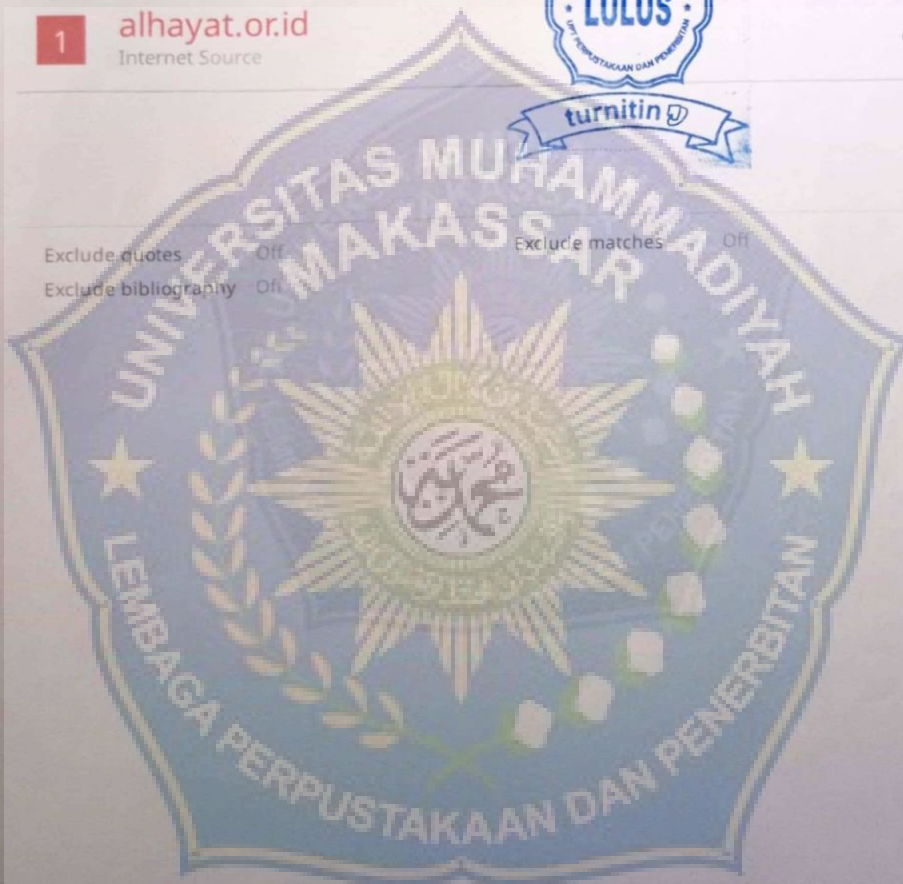 1
alhayat.or.id
Internet Source
LULUS
UPT PERPUSTAKAAN DAN PENERBITAN
turnitin
Exclude quotes Off
Exclude matches Off
Exclude bibliography Off
UNIVERSITAS MUHAMMADIYAH
MAKASSAR
LEMBAGA PERPUSTAKAAN DAN PENERBITAN